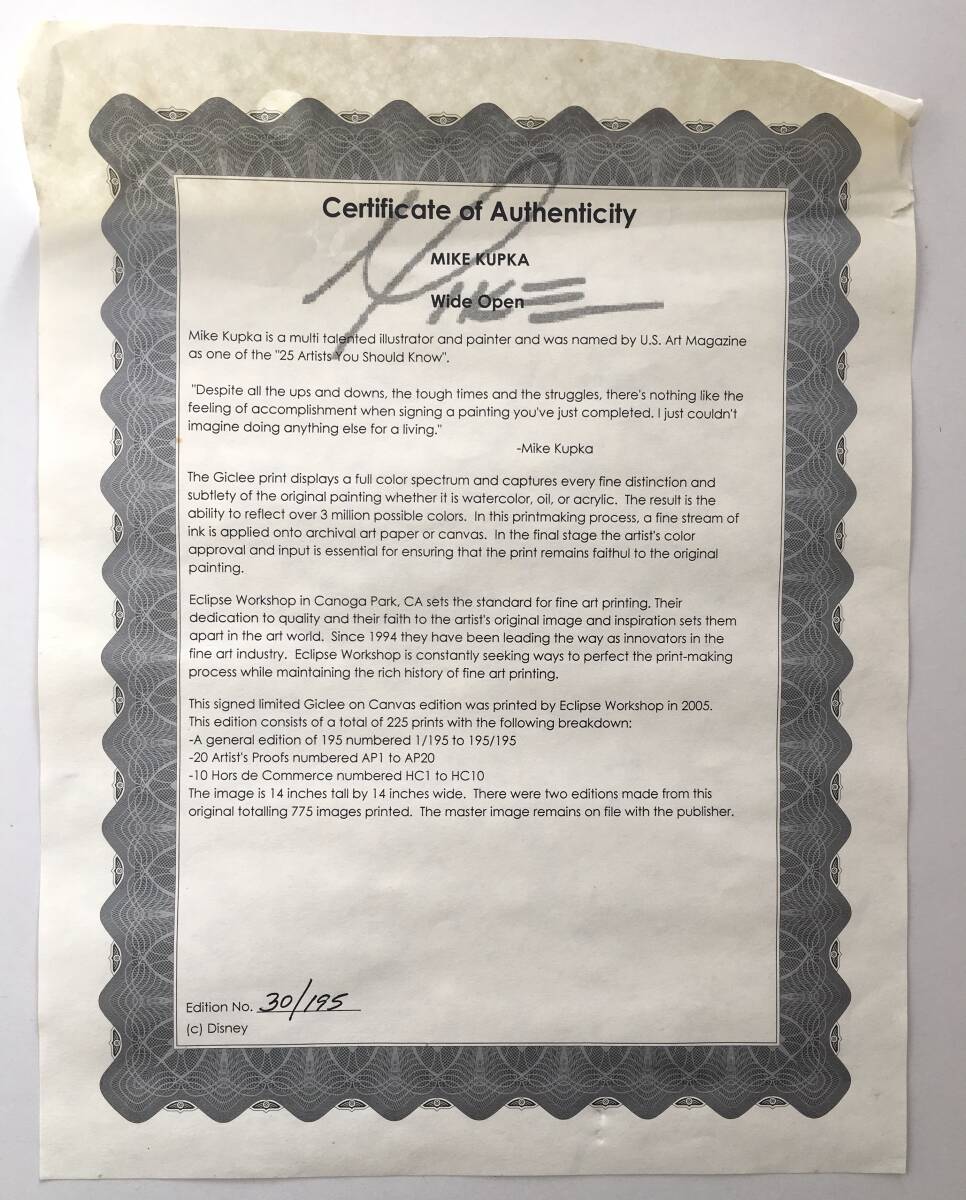 Certificate of Authenticity
MIKE KUPKA
Wide Open
MIKE
Mike Kupka is a multi talented illustrator and painter and was named by U.S. Art Magazine
as one of the "25 Artists You Should Know".
"Despite all the ups and downs, the tough times and the struggles, there's nothing like the
feeling of accomplishment when signing a painting you've just completed. I just couldn't
imagine doing anything else for a living."
-Mike Kupka
The Giclee print displays a full color spectrum and captures every fine distinction and
subtlety of the original painting whether it is watercolor, oil, or acrylic. The result is the
ability to reflect over 3 million possible colors. In this printmaking process, a fine stream of
ink is applied onto archival art paper or canvas. In the final stage the artist's color
approval and input is essential for ensuring that the print remains faithul to the original
painting.
Eclipse Workshop in Canoga Park, CA sets the standard for fine art printing. Their
dedication to quality and their faith to the artist's original image and inspiration sets them
apart in the art world. Since 1994 they have been leading the way as innovators in the
fine art industry. Eclipse Workshop is constantly seeking ways to perfect the print-making
process while maintaining the rich history of fine art printing.
This signed limited Giclee on Canvas edition was printed by Eclipse Workshop in 2005.
This edition consists of a total of 225 prints with the following breakdown:
-A general edition of 195 numbered 1/195 to 195/195
-20 Artist's Proofs numbered AP1 to AP20
-10 Hors de Commerce numbered HC1 to HC10
The image is 14 inches tall by 14 inches wide. There were two editions made from this
original totalling 775 images printed. The master image remains on file with the publisher.
Edition No. 30/195
(c) Disney